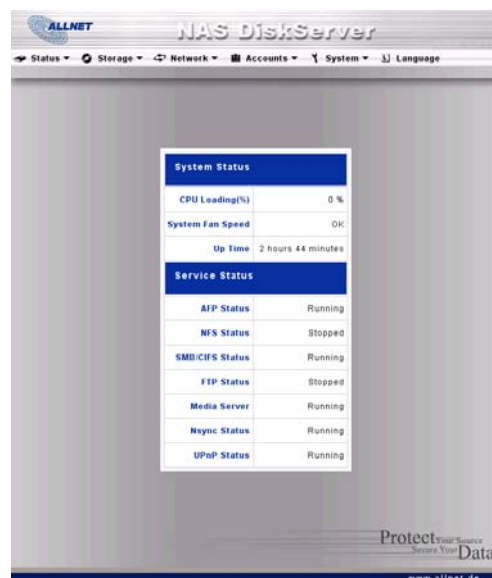 ALLNET
NAS DiskServer
Status Storage Network Accounts System Language
System Status
CPU Loading(%) 0 %
System Fan Speed OK
Up Time 2 hours 44 minutes
Service Status
AFP Status Running
NFS Status Stopped
SMB/CIFS Status Running
FTP Status Stopped
Media Server Running
Nsync Status Running
UPnP Status Running
Protect Your Source
Secure Your Data